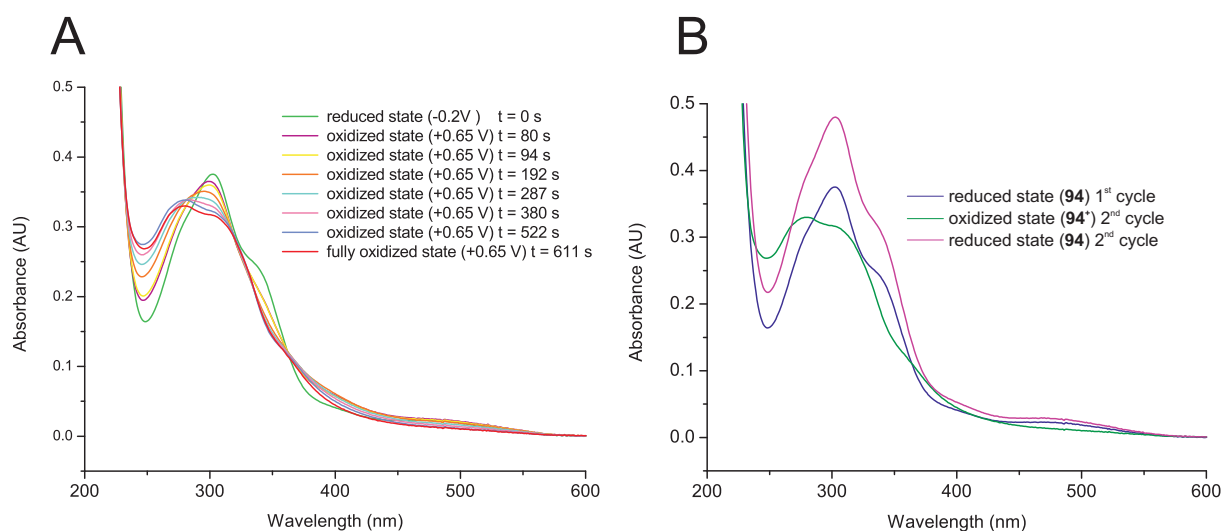 A
0.5
0.4
0.3
0.2
0.1
0.0
Absorbance (AU)
200
300
400
500
600
Wavelength (nm)
reduced state (-0.2V ) t = 0 s
oxidized state (+0.65 V) t = 80 s
oxidized state (+0.65 V) t = 94 s
oxidized state (+0.65 V) t = 192 s
oxidized state (+0.65 V) t = 287 s
oxidized state (+0.65 V) t = 380 s
oxidized state (+0.65 V) t = 522 s
fully oxidized state (+0.65 V) t = 611 s
B
0.5
0.4
0.3
0.2
0.1
0.0
Absorbance (AU)
200
300
400
500
600
Wavelength (nm)
reduced state (94) 1st cycle
oxidized state (94+) 2nd cycle
reduced state (94) 2nd cycle